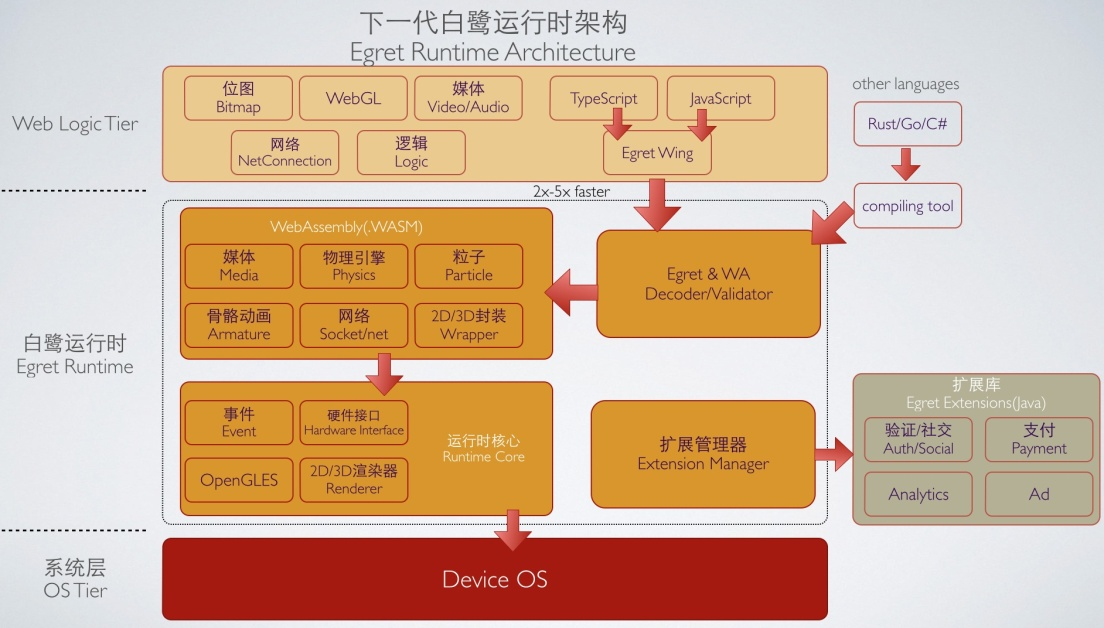 下一代白鹭运行时架构
Egret Runtime Architecture
Web Logic Tier
位图
Bitmap
WebGL
媒体
Video/Audio
TypeScript
JavaScript
网络
NetConnection
逻辑
Logic
Egret Wing
other languages
Rust/Go/C#
compiling tool
2x-5x faster
白鹭运行时
Egret Runtime
WebAssembly(.WASM)
媒体
Media
物理引擎
Physics
粒子
Particle
骨骼动画
Armature
网络
Socket/net
2D/3D封装
Wrapper
Egret & WA
Decoder/Validator
事件
Event
硬件接口
Hardware Interface
OpenGLES
2D/3D渲染器
Renderer
运行时核心
Runtime Core
扩展管理器
Extension Manager
扩展库
Egret Extensions(Java)
验证/社交
Auth/Social
支付
Payment
Analytics
Ad
系统层
OS Tier
Device OS